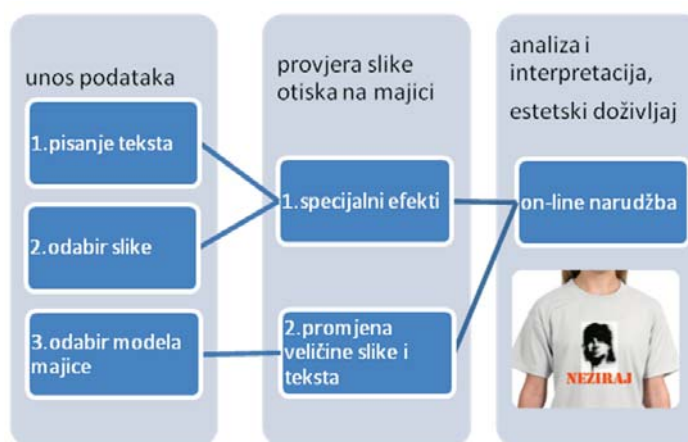 unos podataka
1.pisanje teksta
2.odabir slike
3.odabir modela
majice
provjera slike
otiska na majici
1.specijalni efekti
2.promjena
veličine slike i
teksta
analiza i
interpretacija,
estetski doživljaj
on-line narudžba
NEZIRAJ